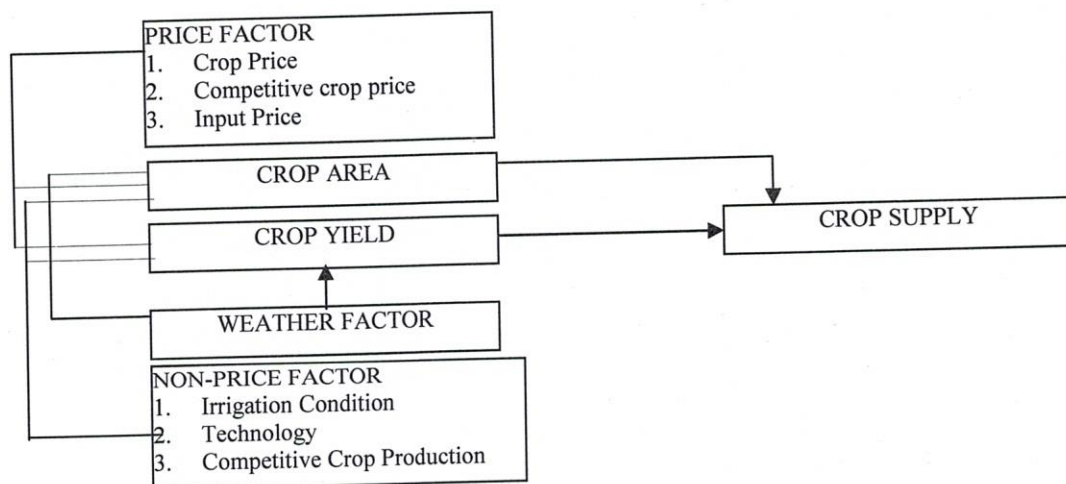 PRICE FACTOR
1. Crop Price
2. Competitive crop price
3. Input Price
CROP AREA
CROP YIELD
CROP SUPPLY
WEATHER FACTOR
NON-PRICE FACTOR
1. Irrigation Condition
2. Technology
3. Competitive Crop Production